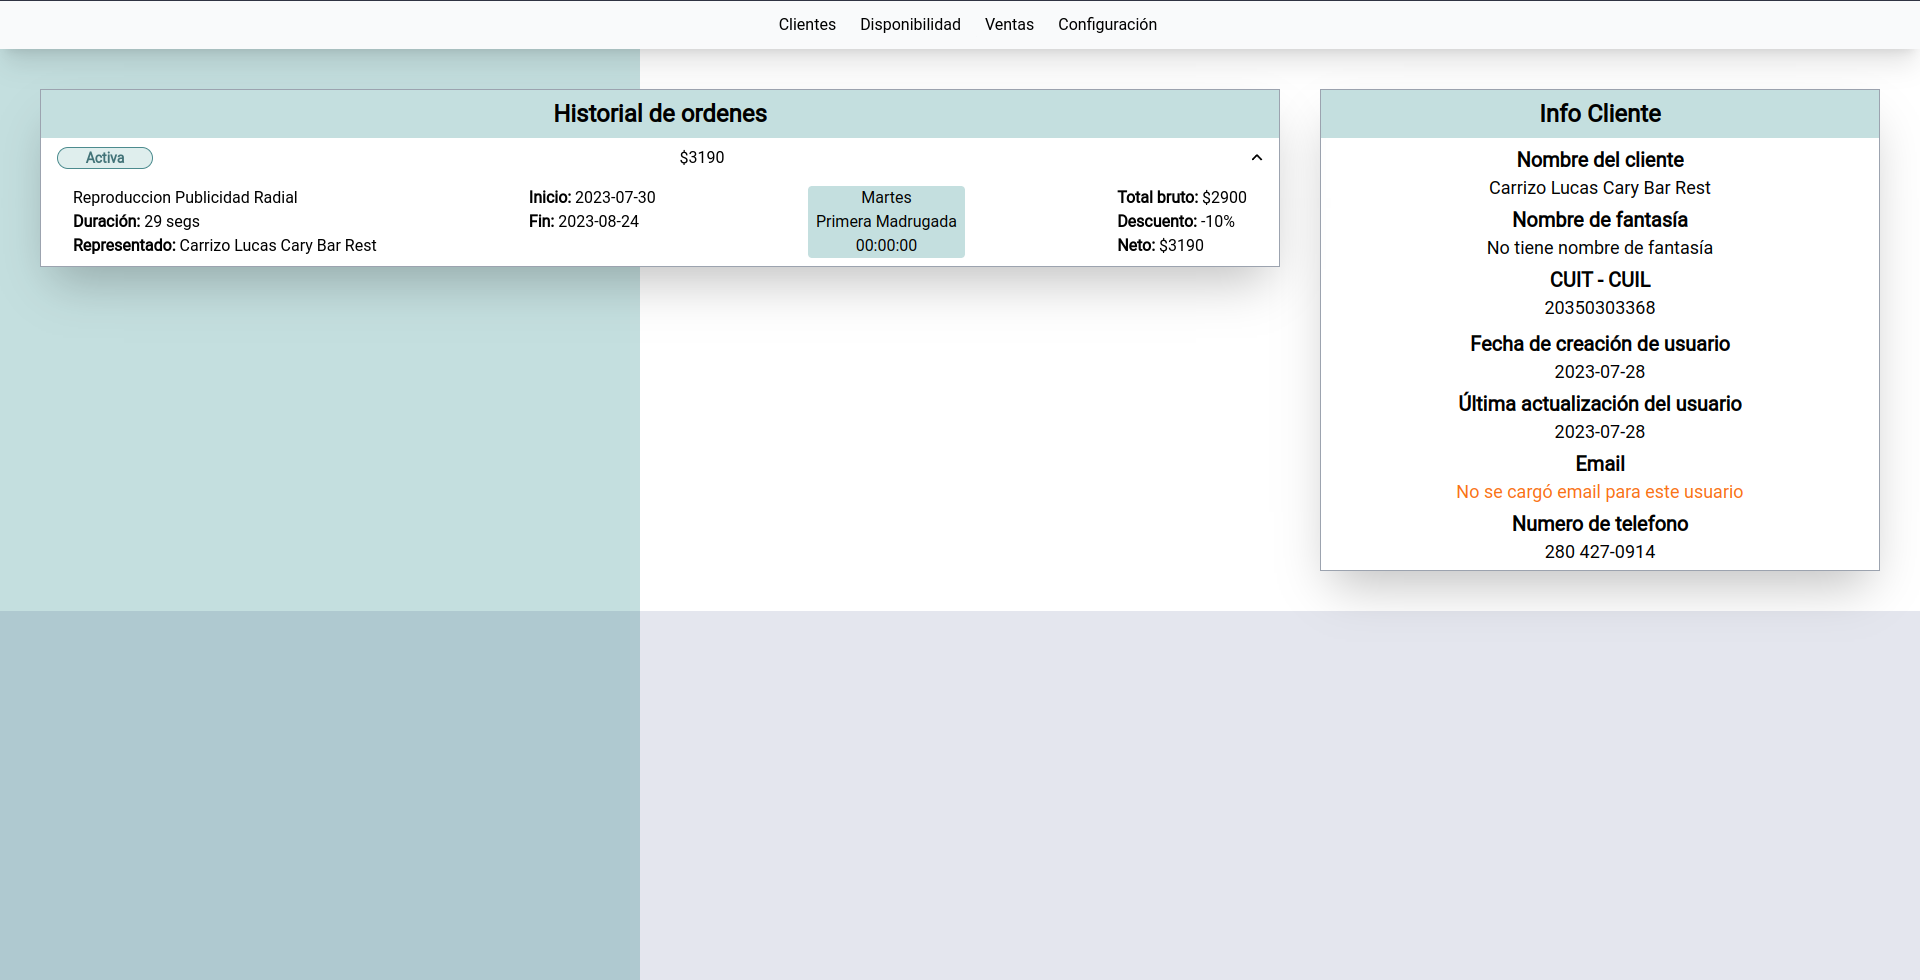 Clientes Disponibilidad Ventas Configuración
Historial de ordenes
Activa $3190
Reproduccion Publicidad Radial
Duración: 29 segs
Representado: Carrizo Lucas Cary Bar Rest
Inicio: 2023-07-30
Fin: 2023-08-24
Martes
Primera Madrugada
00:00:00
Total bruto: $2900
Descuento: -10%
Neto: $3190
Info Cliente
Nombre del cliente
Carrizo Lucas Cary Bar Rest
Nombre de fantasía
No tiene nombre de fantasía
CUIT - CUIL
20350303368
Fecha de creación de usuario
2023-07-28
Última actualización del usuario
2023-07-28
Email
No se cargó email para este usuario
Numero de telefono
280 427-0914